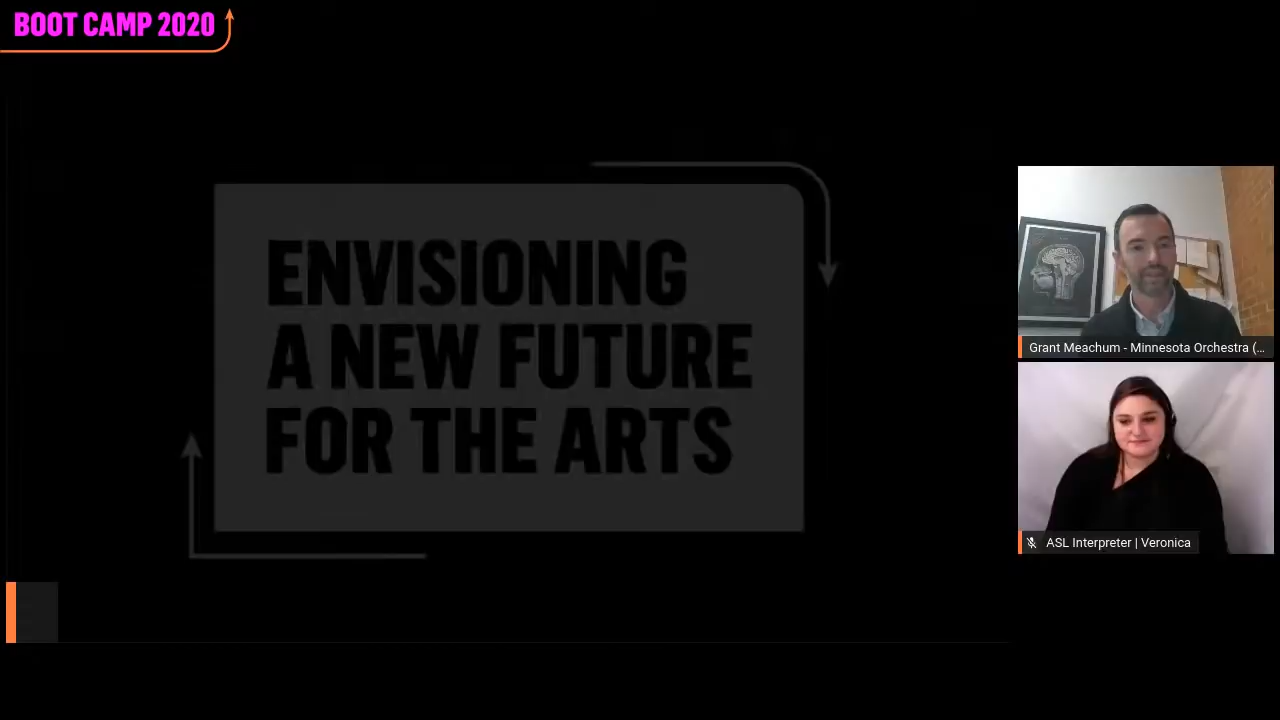 BOOT CAMP 2020
ENVISIONING
A NEW FUTURE
FOR THE ARTS
Grant Meachum - Minnesota Orchestra (...
ASL Interpreter | Veronica